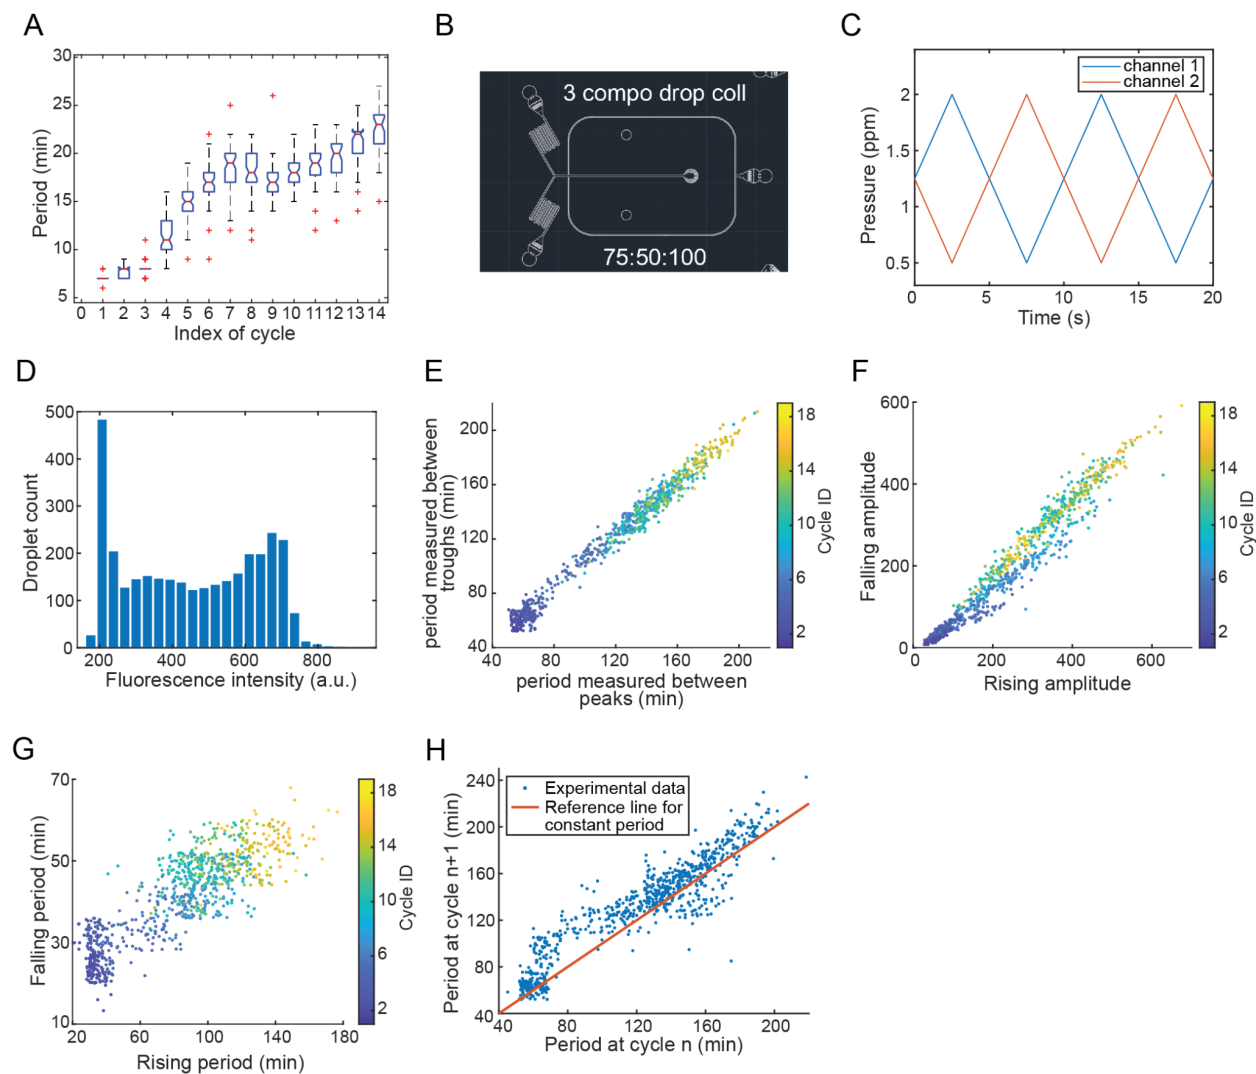 A
Period (min)
30
25
20
15
10
5
0 1 2 3 4 5 6 7 8 9 10 11 12 13 14
Index of cycle
B
3 compo drop coll
75:50:100
C
Pressure (ppm)
2
1.5
1
0.5
channel 1
channel 2
0 5 10 15 20
Time (s)
D
Droplet count
500
400
300
200
100
0
200 400 600 800
Fluorescence intensity (a.u.)
E
period measured between
troughs (min)
200
160
120
80
40
40 80 120 160 200
period measured between
peaks (min)
18
14
10
6
2
Cycle ID
F
Falling amplitude
600
400
200
0
0 200 400 600
Rising amplitude
18
14
10
6
2
Cycle ID
G
Falling period (min)
70
50
30
10
20 60 100 140 180
Rising period (min)
18
14
10
6
2
Cycle ID
H
Period at cycle n+1 (min)
240
200
160
120
80
40
Experimental data
Reference line for
constant period
40 80 120 160 200
Period at cycle n (min)